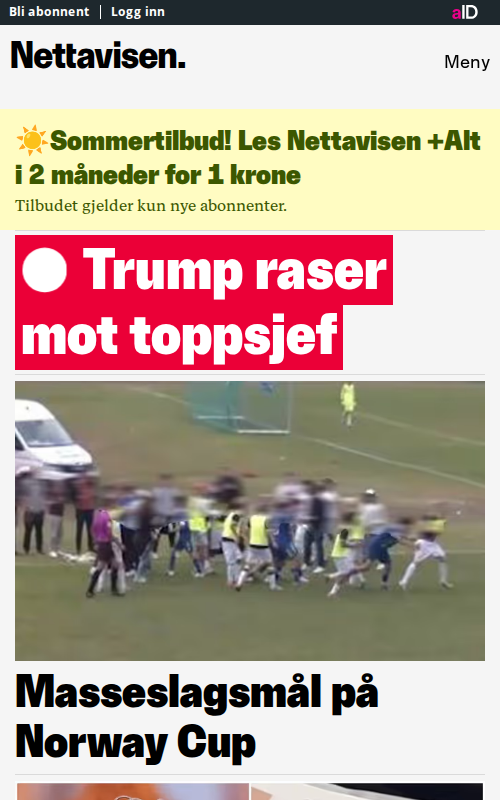 Bli abonnent | Logg inn
aID
Nettavisen.
Meny
☀️Sommertilbud! Les Nettavisen +Alt
i 2 måneder for 1 krone
Tilbudet gjelder kun nye abonnenter.
Trump raser
mot toppsjef
Masseslagsmål på
Norway Cup